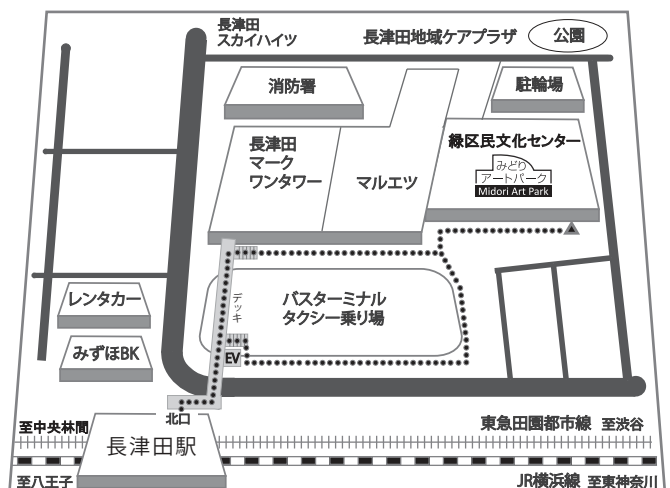 長津田
スカイハイツ
長津田地域ケアプラザ
公園
消防署
駐輪場
長津田
マーク
ワンタワー
マルエツ
緑区民文化センター
みどり
アートパーク
Midori Art Park
レンタカー
デッキ
バスターミナル
タクシー乗り場
みずほBK
EV
北口
至中央林間
長津田駅
東急田園都市線 至渋谷
至八王子
JR横浜線 至東神奈川